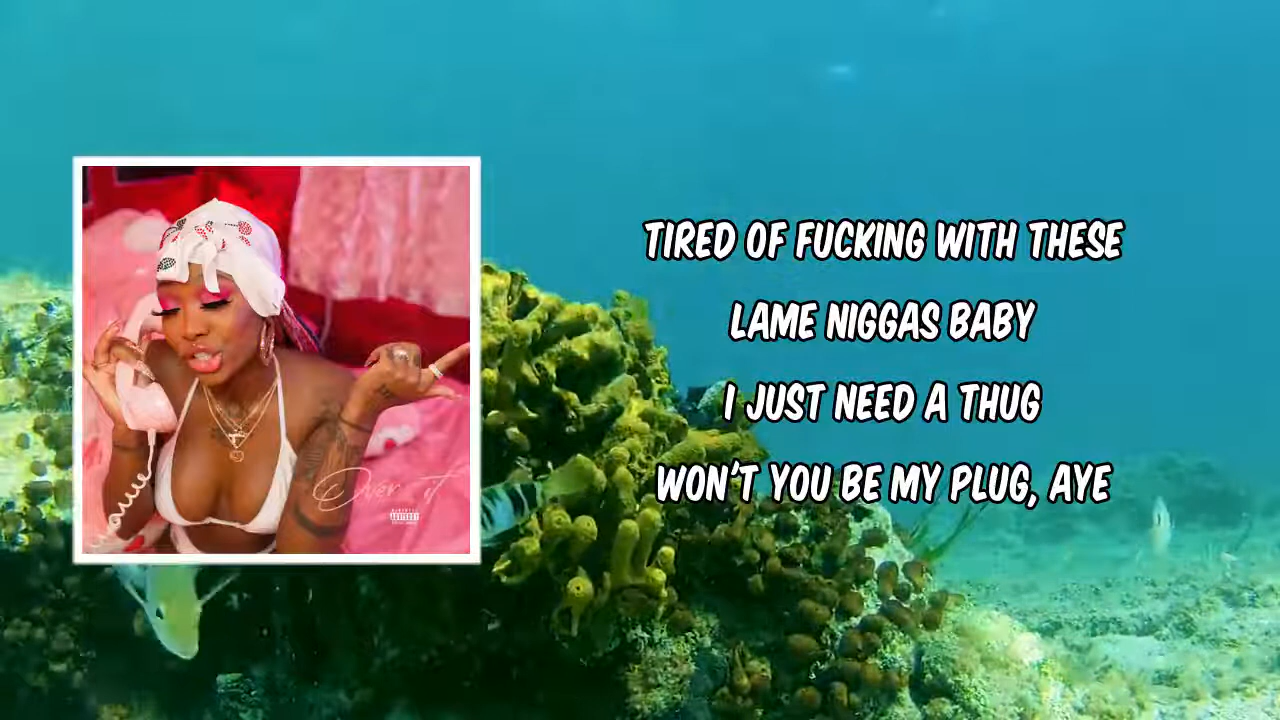 TIRED OF FUCKING WITH THESE
LAME NIGGAS BABY
I JUST NEED A THUG
WON'T YOU BE MY PLUG, AYE
Over it